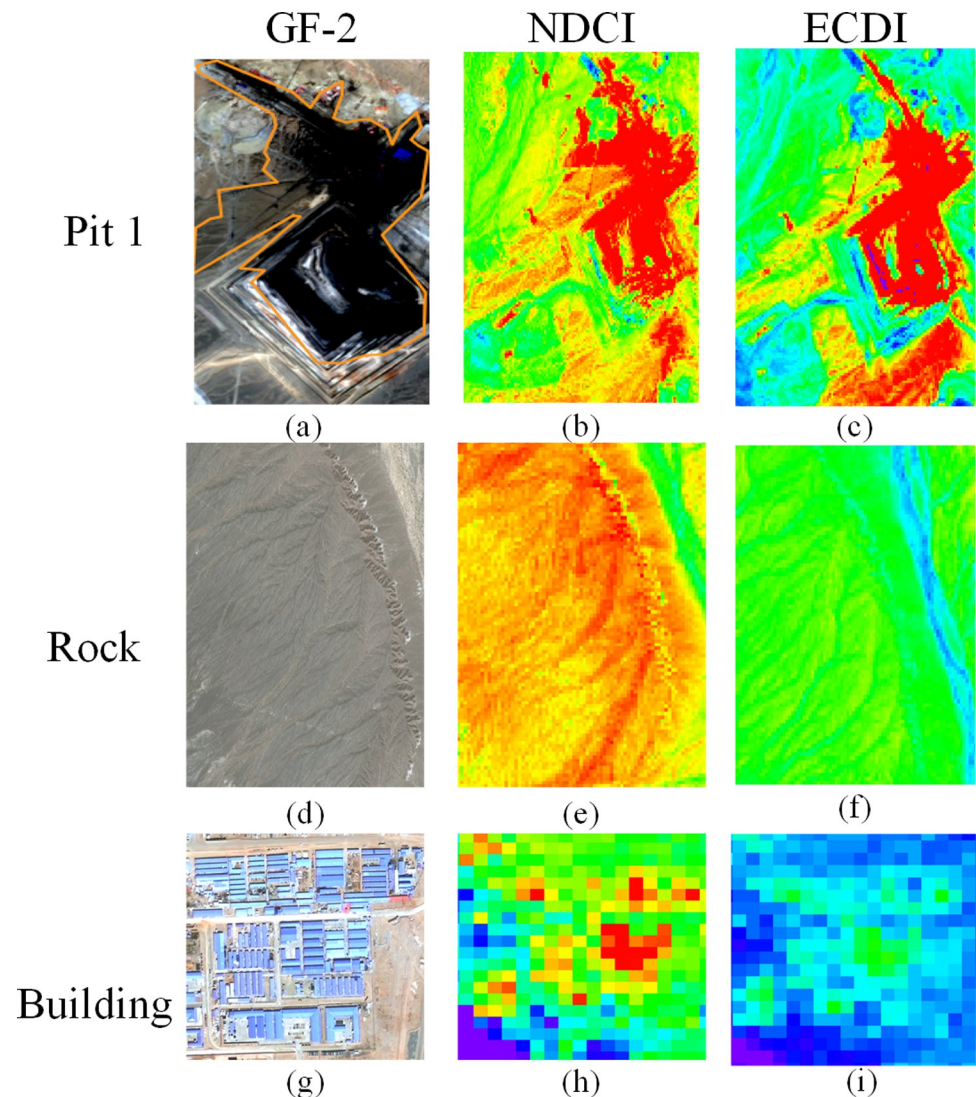 GF-2 NDCI ECDI
Pit 1
(a) (b) (c)
Rock
(d) (e) (f)
Building
(g) (h) (i)